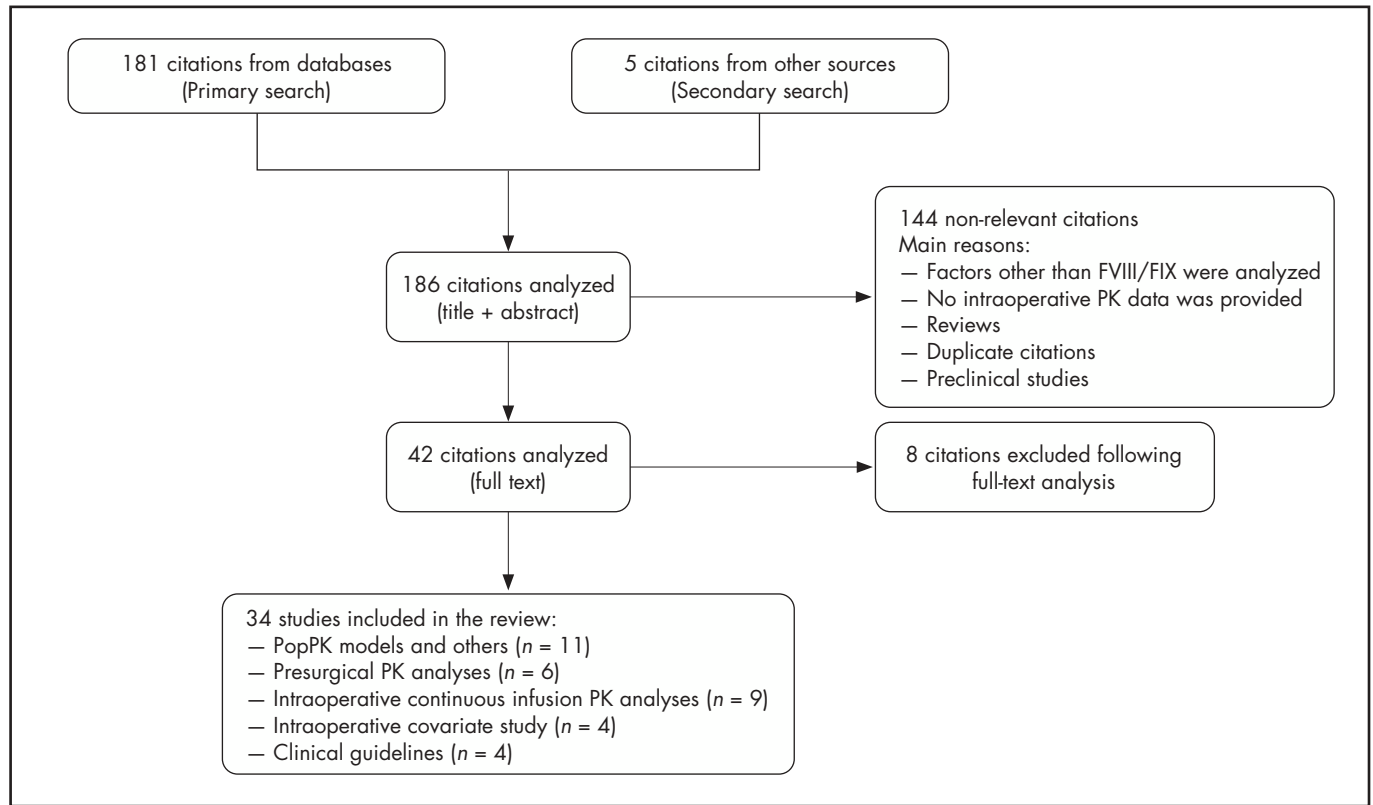 181 citations from databases
(Primary search)
5 citations from other sources
(Secondary search)
186 citations analyzed
(title + abstract)
144 non-relevant citations
Main reasons:
— Factors other than FVIII/FIX were analyzed
— No intraoperative PK data was provided
— Reviews
— Duplicate citations
— Preclinical studies
42 citations analyzed
(full text)
8 citations excluded following
full-text analysis
34 studies included in the review:
— PopPK models and others (n = 11)
— Presurgical PK analyses (n = 6)
— Intraoperative continuous infusion PK analyses (n = 9)
— Intraoperative covariate study (n = 4)
— Clinical guidelines (n = 4)